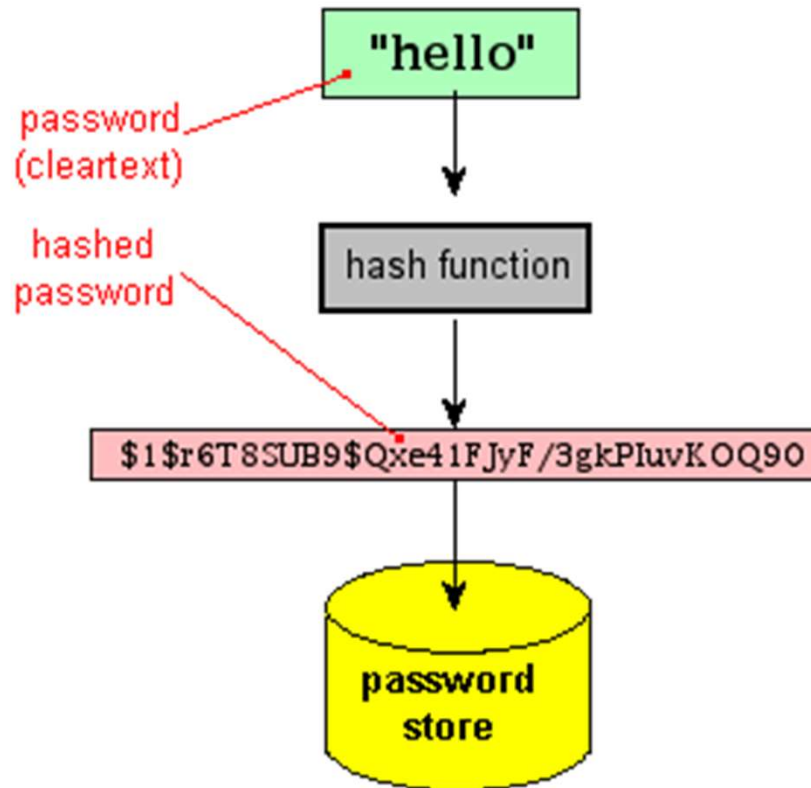 "hello"
password
(cleartext)
hashed
password
hash function
$1$r6T8SUB9$Qxe41FJyF/3gkPIuvKOQ90
password
store